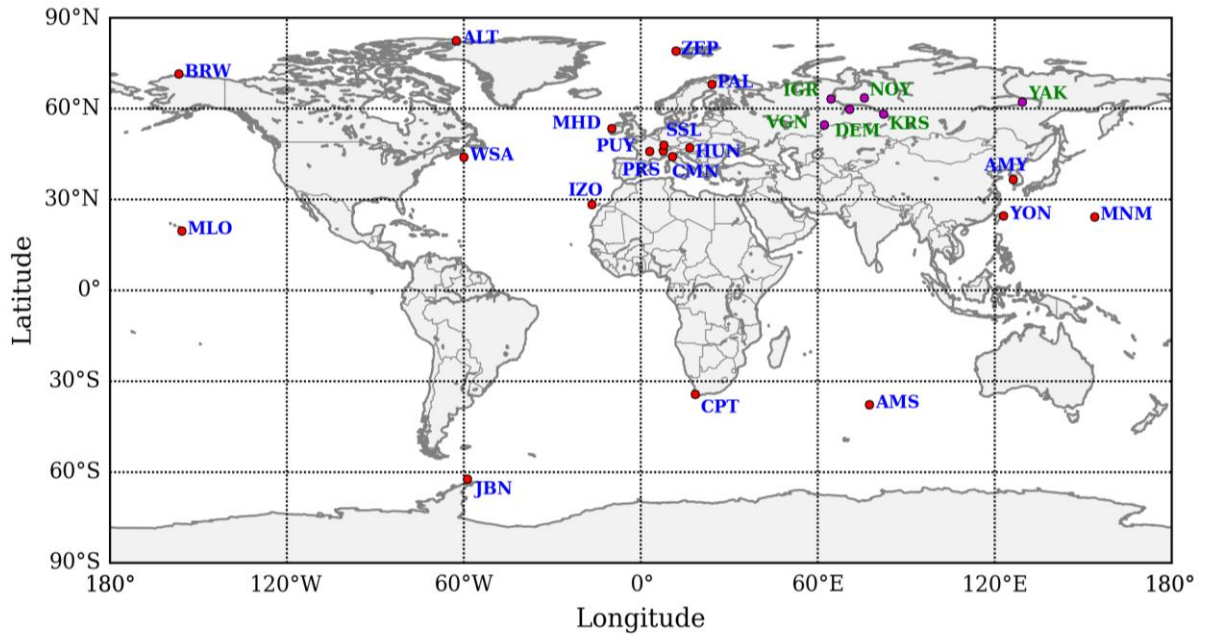 90°N
ALT
ZEP
BRW
PAL
IGR
NOY
YAK
60°N
MHD
SSL
VGN
DEM
KRS
PUY
HUN
WSA
PRS
CMN
AMY
IZO
30°N
YON
MNM
MLO
0°
30°S
CPT
AMS
60°S
JBN
90°S
180°
120°W
60°W
0°
60°E
120°E
180°
Latitude
Longitude